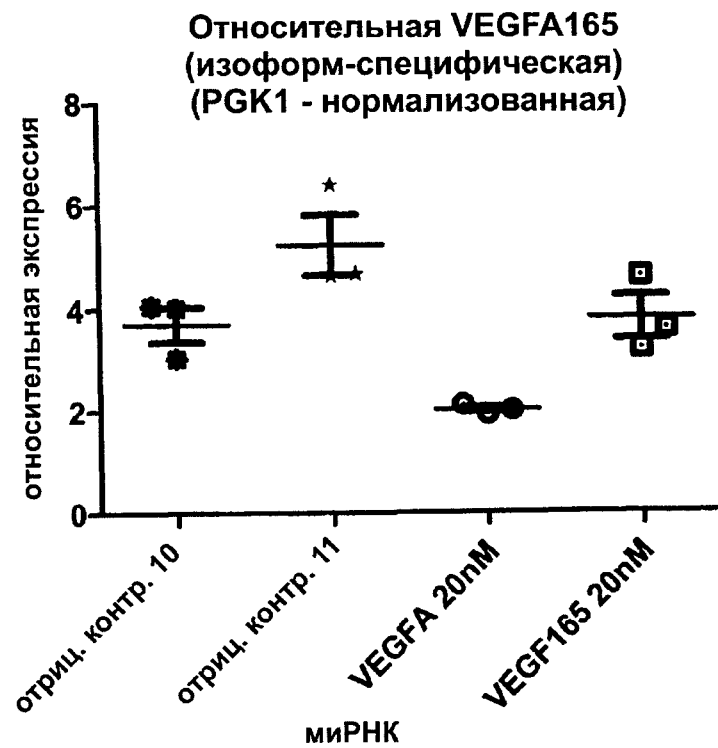 Относительная VEGFA165
(изоформ-специфическая)
(PGK1 - нормализованная)
относительная экспрессия
8
6
4
2
0
отриц. контр. 10
отриц. контр. 11
VEGFA 20nM
VEGF165 20nM
миРНК